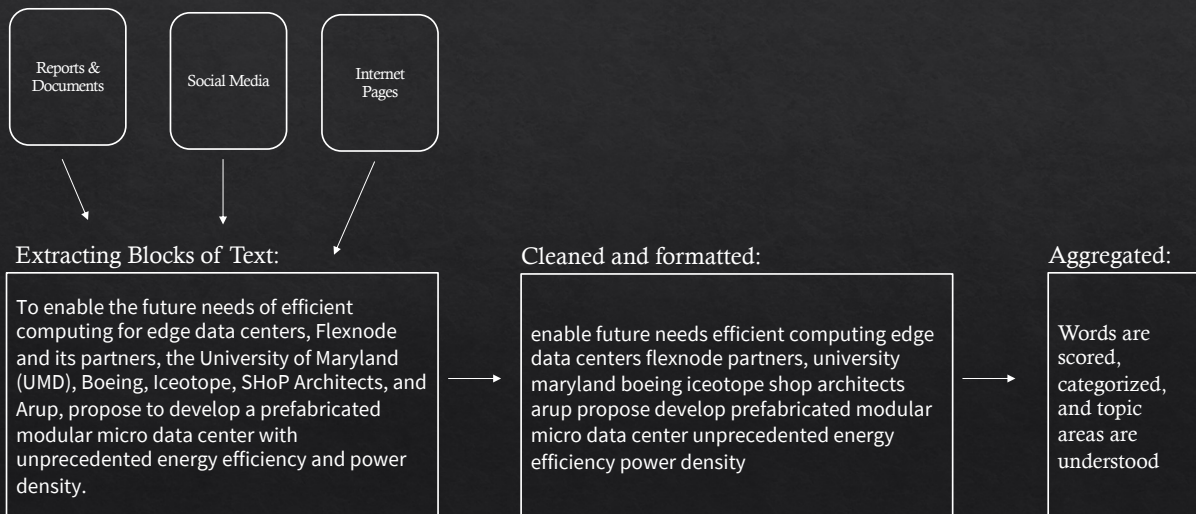 Reports &
Documents
Social Media
Internet
Pages
Extracting Blocks of Text:
To enable the future needs of efficient
computing for edge data centers, Flexnode
and its partners, the University of Maryland
(UMD), Boeing, Iceotope, SHoP Architects, and
Arup, propose to develop a prefabricated
modular micro data center with
unprecedented energy efficiency and power
density.
Cleaned and formatted:
enable future needs efficient computing edge
data centers flexnode partners, university
maryland boeing iceotope shop architects
arup propose develop prefabricated modular
micro data center unprecedented energy
efficiency power density
Aggregated:
Words are
scored,
categorized,
and topic
areas are
understood